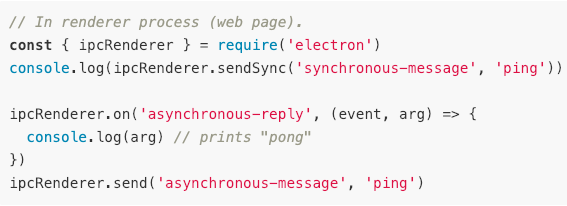 // In renderer process (web page).
const { ipcRenderer } = require('electron')
console.log(ipcRenderer.sendSync('synchronous-message', 'ping'))

ipcRenderer.on('asynchronous-reply', (event, arg) => {
  console.log(arg) // prints "pong"
})
ipcRenderer.send('asynchronous-message', 'ping')